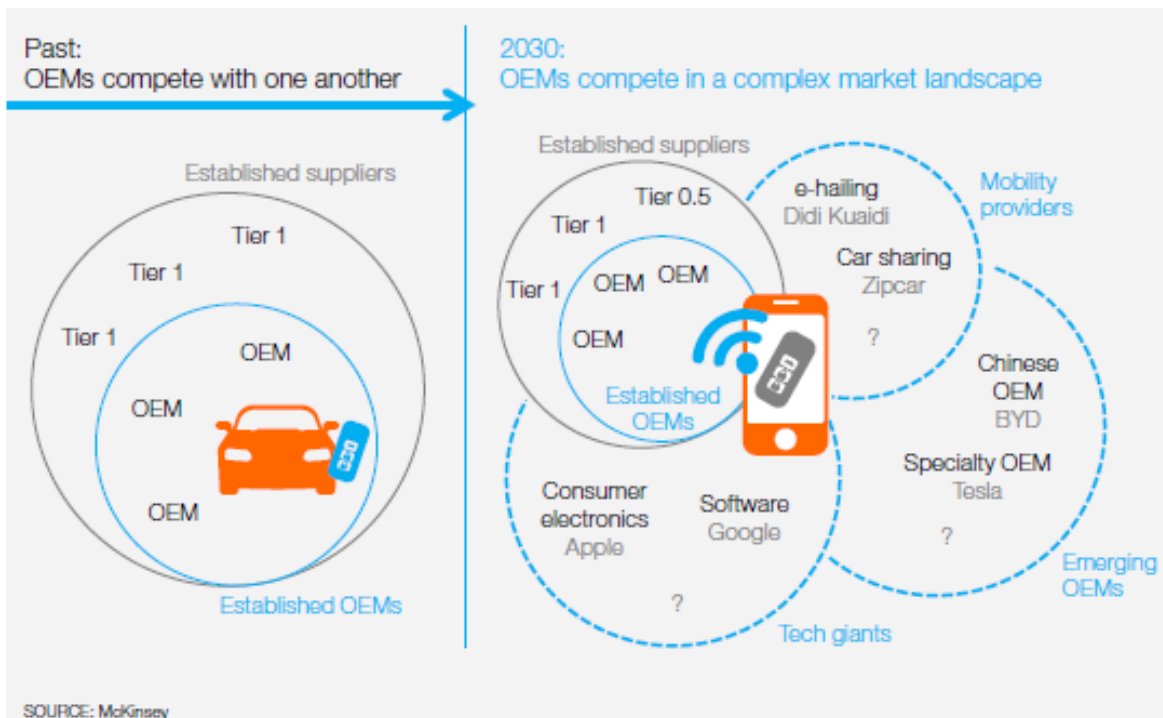 Past:
OEMs compete with one another
Established suppliers
Tier 1
Tier 1
Tier 1
OEM
OEM
OEM
Established OEMs
2030:
OEMs compete in a complex market landscape
Established suppliers
Tier 0.5
Tier 1
Tier 1
OEM
OEM
OEM
Established
OEMs
e-hailing
Didi Kuaidi
Car sharing
Zipcar
?
Mobility
providers
Chinese
OEM
BYD
Specialty OEM
Tesla
?
Emerging
OEMs
Consumer
electronics
Apple
Software
Google
?
Tech giants
SOURCE: McKinsey